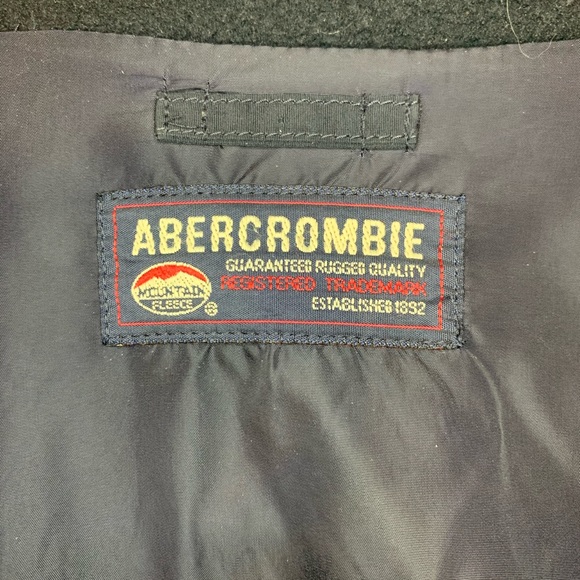 ABERCROMBIE
GUARANTEED RUGGED QUALITY
REGISTERED TRADEMARK
ESTABLISHED 1892
MOUNTAIN
FLEECE
®